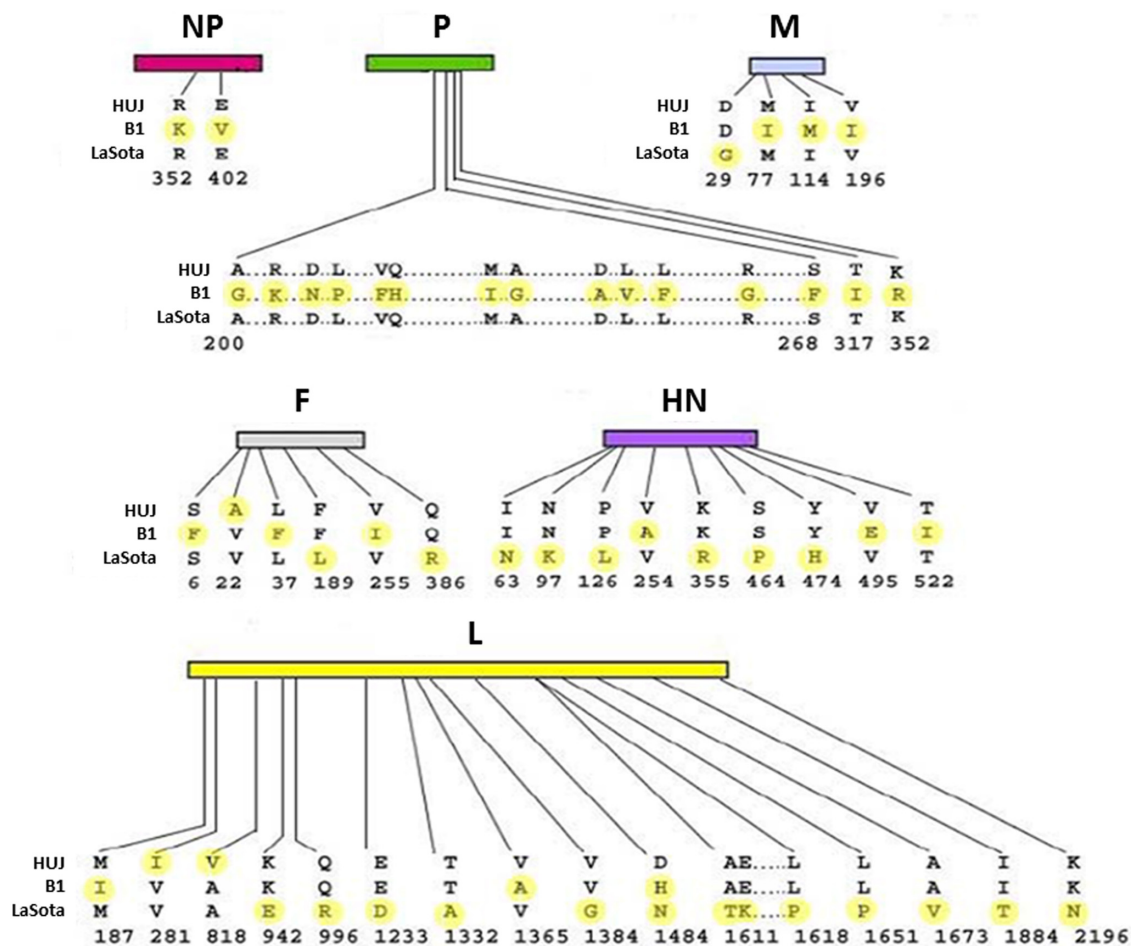 NP P M
HUJ R E
B1 K V
LaSota R E
352 402
HUJ D M I V
B1 D I M I
LaSota G M I V
29 77 114 196
HUJ A..R..D.L...VQ..........M.A.........D.L..L.........R......S...T...K
B1 G..K..N.P...FH..........I.G.........A.V..F.........G......F...I...R
LaSota A..R..D.L...VQ..........M.A.........D.L..L.........R......S...T...K
200 268 317 352
F HN
HUJ S A L F V Q
B1 F V F F I Q
LaSota S V L L V R
6 22 37 189 255 386
HUJ I N P V K S Y V T
B1 I N P A K S Y E I
LaSota N K L V R P H V T
63 97 126 254 355 464 474 495 522
L
HUJ M I V K Q E T V V D AE.....L L A I K
B1 I V A K Q E T A V H AE.....L L A I K
LaSota M V A E R D A V G N TK.....P P V T N
187 281 818 942 996 1233 1332 1365 1384 1484 1611 1618 1651 1673 1884 2196